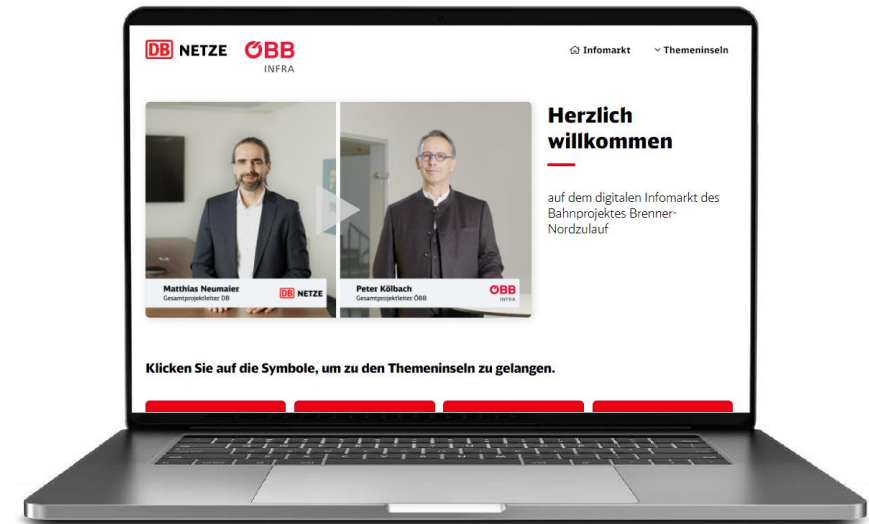 DB NETZE ÖBB
INFRA
Infomarkt Themeninseln
Herzlich
willkommen
auf dem digitalen Infomarkt des
Bahnprojektes Brenner-
Nordzulauf
Matthias Neumaier
Gesamtprojektleiter DB
DB NETZE
Peter Kölbach
Gesamtprojektleiter ÖBB
ÖBB
INFRA
Klicken Sie auf die Symbole, um zu den Themeninseln zu gelangen.